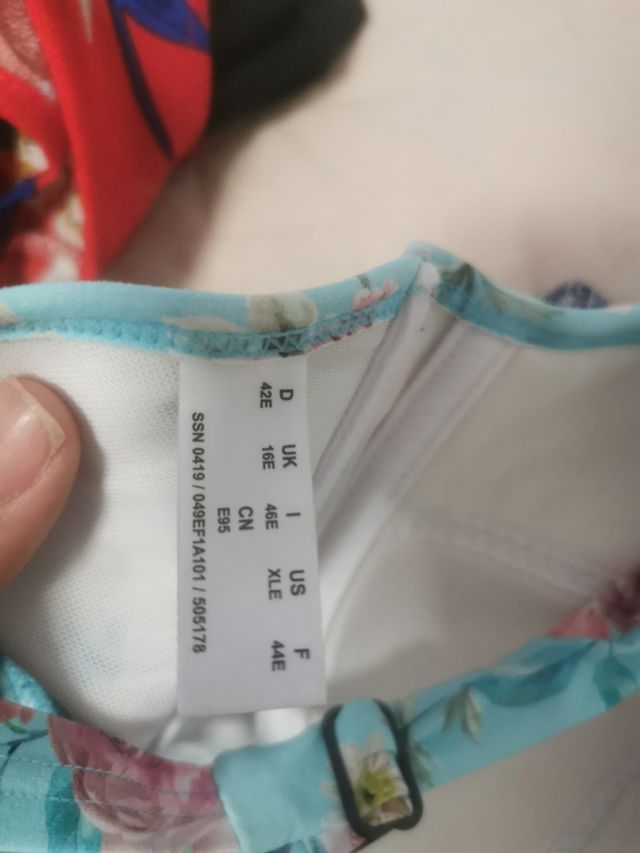 D UK I US F
42E 16E 46E XLE 44E
CN
E95
SSN 0419 / 049EF1A101 / 505178